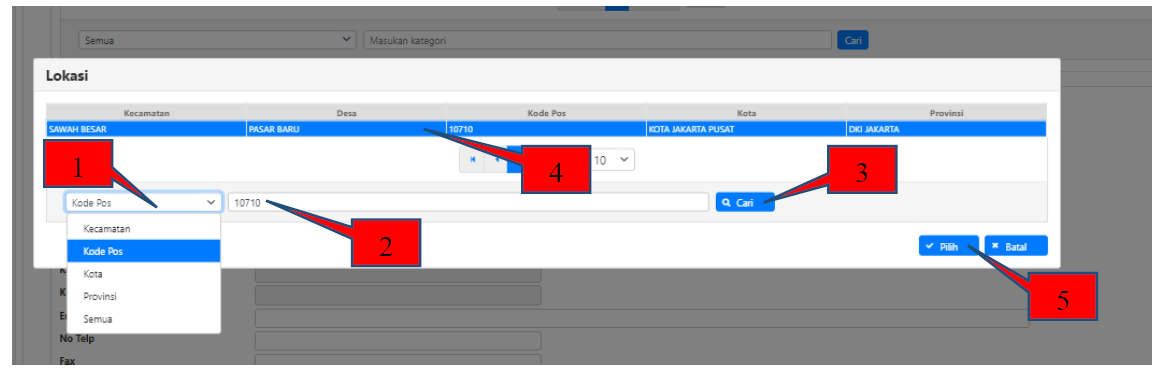 Semua
Masukan kategori
Cari
Lokasi
Kecamatan Desa Kode Pos Kota Provinsi
SAWAH BESAR PASAR BARU 10710 KOTA JAKARTA PUSAT DKI JAKARTA
1
4
10
3
Kode Pos
10710
Cari
Kecamatan
2
Kode Pos
Pilih
Batal
Kota
Provinsi
5
Semua
No Telp
Fax